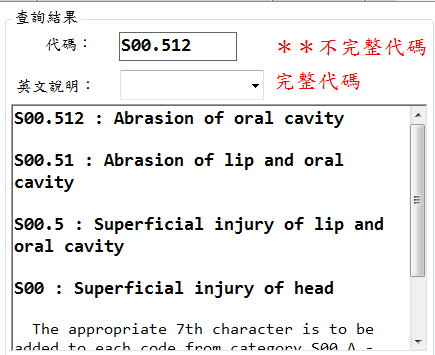 查詢結果
代碼：
S00.512
＊＊不完整代碼
英文說明：
完整代碼
S00.512 : Abrasion of oral cavity
S00.51 : Abrasion of lip and oral
cavity
S00.5 : Superficial injury of lip and
oral cavity
S00 : Superficial injury of head
The appropriate 7th character is to be
added to each code from category S00 A -